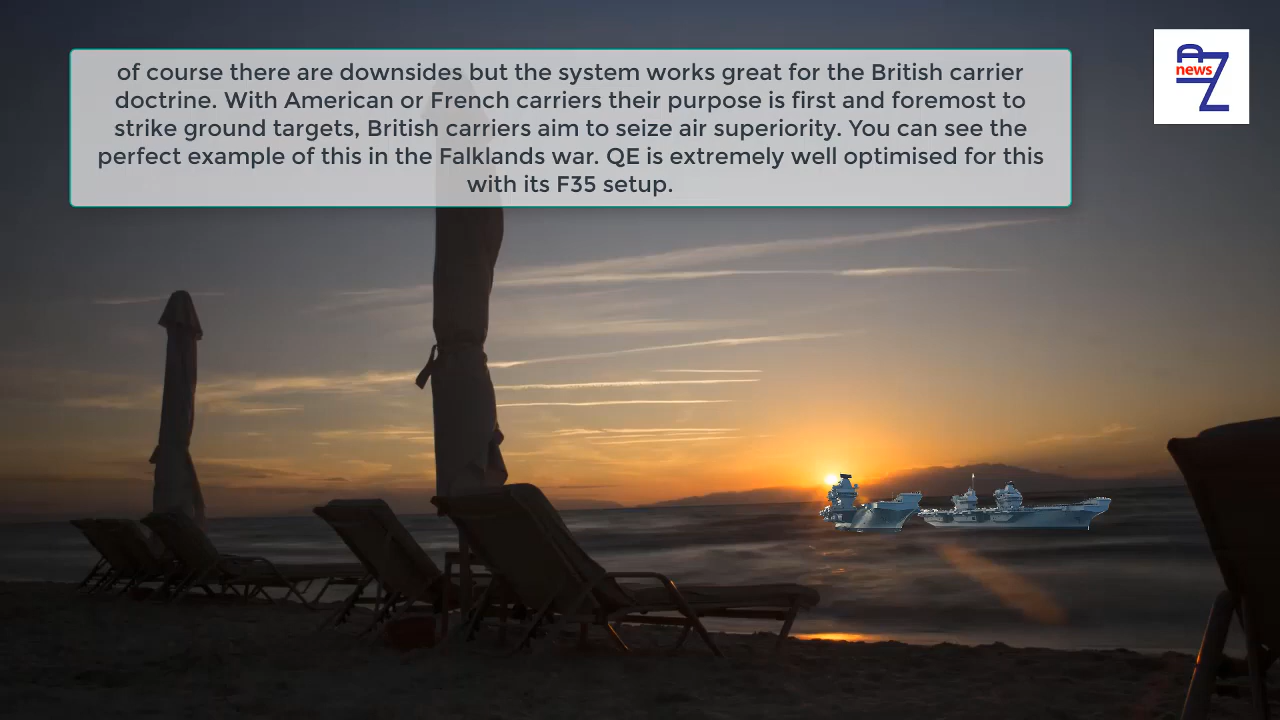 of course there are downsides but the system works great for the British carrier
doctrine. With American or French carriers their purpose is first and foremost to
strike ground targets, British carriers aim to seize air superiority. You can see the
perfect example of this in the Falklands war. QE is extremely well optimised for this
with its F35 setup.
A
news
Z